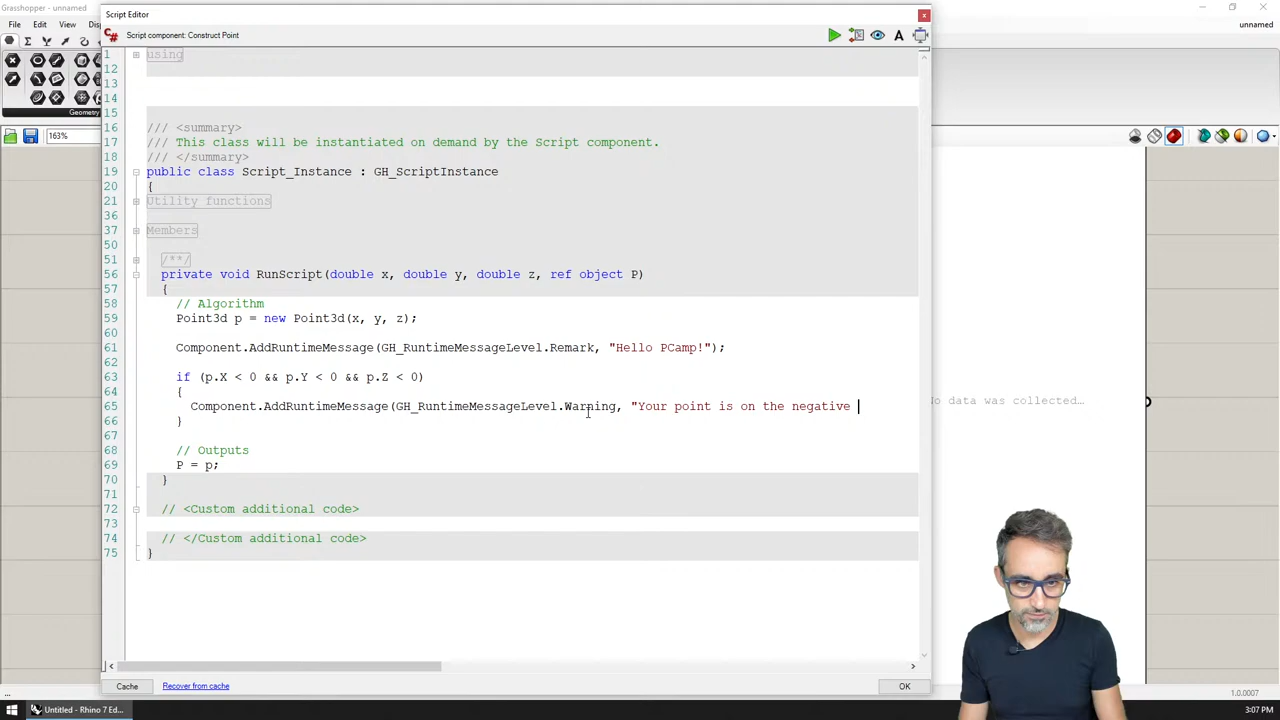 Grasshopper - unnamed
File Edit View Dis
Script Editor
Script component: Construct Point
unnamed
Geometry
163%
1 using
12
13
14
15
16 /// <summary>
17 /// This class will be instantiated on demand by the Script component.
18 /// </summary>
19 public class Script_Instance : GH_ScriptInstance
20 {
21 Utility functions
36
37 Members
50
51 /**/
56 private void RunScript(double x, double y, double z, ref object P)
57 {
58 // Algorithm
59 Point3d p = new Point3d(x, y, z);
60
61 Component.AddRuntimeMessage(GH_RuntimeMessageLevel.Remark, "Hello PCamp!");
62
63 if (p.X < 0 && p.Y < 0 && p.Z < 0)
64 {
65 Component.AddRuntimeMessage(GH_RuntimeMessageLevel.Warning, "Your point is on the negative
66 }
67
68 // Outputs
69 P = p;
70 }
71
72 // <Custom additional code>
73
74 // </Custom additional code>
75 }
No data was collected…
Cache Recover from cache OK
...
1.0.0007
Untitled - Rhino 7 Ed...
3:07 PM